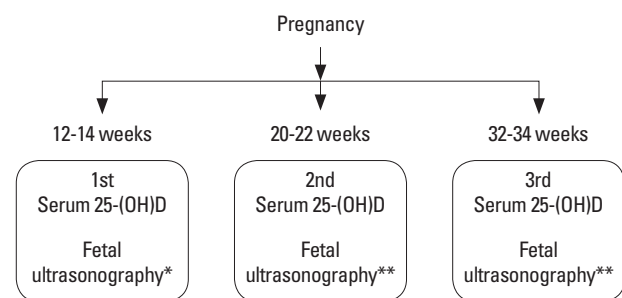 Pregnancy
12-14 weeks
20-22 weeks
32-34 weeks
1st
Serum 25-(OH)D
Fetal
ultrasonography*
2nd
Serum 25-(OH)D
Fetal
ultrasonography**
3rd
Serum 25-(OH)D
Fetal
ultrasonography**